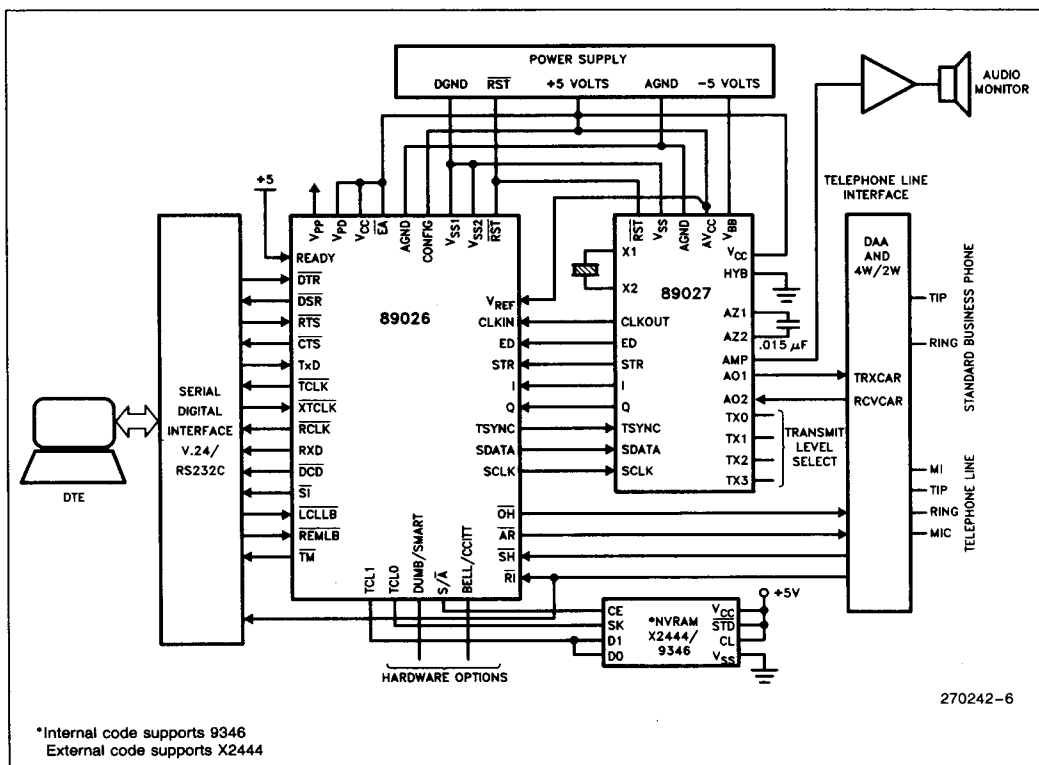 POWER SUPPLY
DGND RST +5 VOLTS AGND -5 VOLTS
AUDIO
MONITOR
+5
TELEPHONE LINE
INTERFACE
SERIAL
DIGITAL
INTERFACE
V.24/
RS232C
DTE
VPP
VPD
VCC
EA
AGND
CONFIG
VSS1
VSS2
RST
READY
DTR
DSR
RTS
CTS
TxD
TCLK
XTCLK
RCLK
RXD
DCD
SI
LCLLB
REMLB
TM
89026
VREF
CLKIN
ED
STR
I
Q
TSYNC
SDATA
SCLK
OH
AR
SH
RI
TCL1
TCL0
DUMB/SMART
S/A
BELL/CCITT
HARDWARE OPTIONS
RST
VSS
AGND
AVCC
VBB
X1
X2
89027
CLKOUT
ED
STR
I
Q
TSYNC
SDATA
SCLK
VCC
HYB
AZ1
AZ2
.015 µF
AMP
AO1
AO2
TX0
TX1
TX2
TX3
TRANSMIT
LEVEL
SELECT
DAA
AND
4W/2W
TRXCAR
RCVCAR
TIP
RING
STANDARD BUSINESS PHONE
MI
TIP
RING
MIC
TELEPHONE LINE
CE
SK
D1
D0
*NVRAM
X2444/
9346
VCC
STD
CL
VSS
+5V
270242-6
*Internal code supports 9346
External code supports X2444